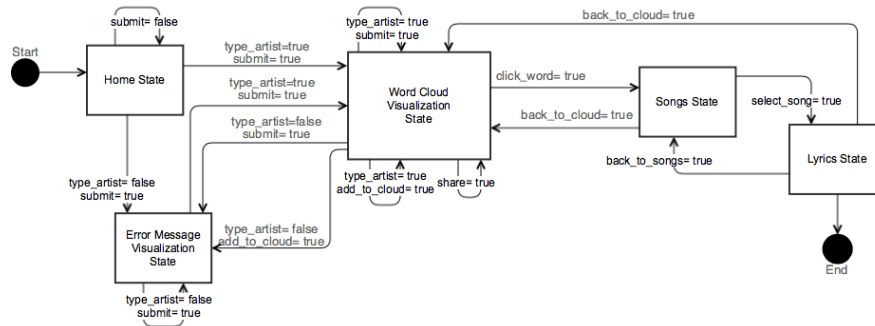 submit= false
type_artist= true
submit= true
back_to_cloud= true
Start
Home State
type_artist=true
submit= true
type_artist=true
submit= true
Word Cloud
Visualization
State
click_word= true
Songs State
select_song= true
type_artist=false
submit= true
back_to_cloud= true
back_to_songs= true
Lyrics State
type_artist= false
submit= true
type_artist= true
add_to_cloud= true
share= true
Error Message
Visualization
State
type_artist= false
add_to_cloud= true
End
type_artist= false
submit= true